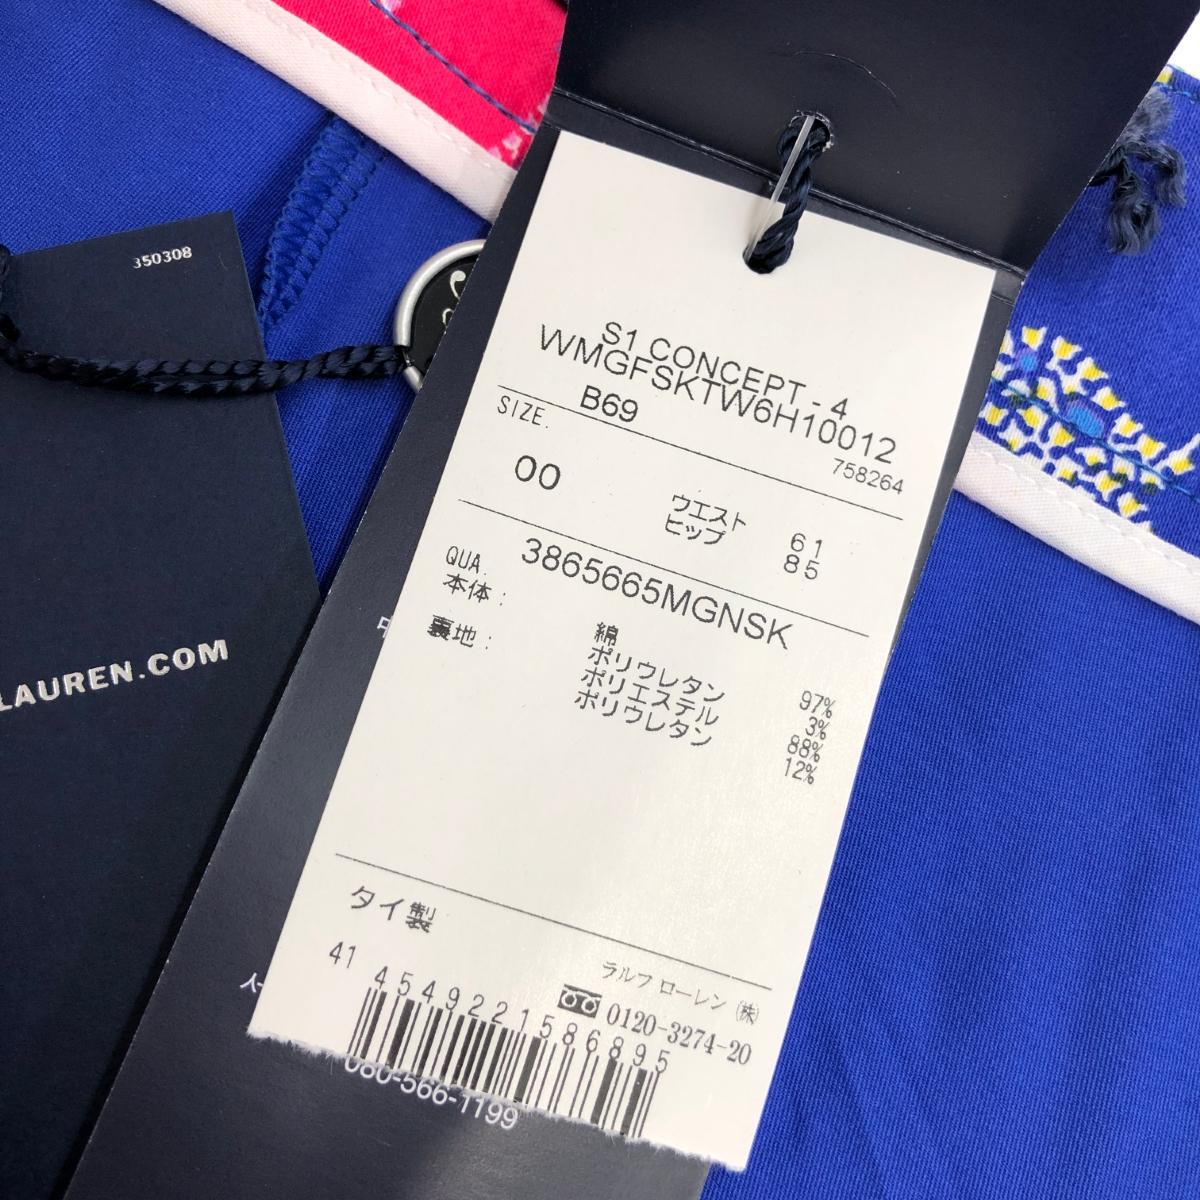 350308
LAUREN.COM
S1 CONCEPT - 4
WMGFSKTW6H10012
B69
758264
SIZE.
00
ウエスト 61
ヒップ 85
QUA. 3865665MGNSK
本体: 綿 97%
ポリウレタン 3%
裏地: ポリエステル 88%
ポリウレタン 12%
タイ製
ラルフ ローレン (株)
0120-3274-20
41
4549221586895
080-566-1199